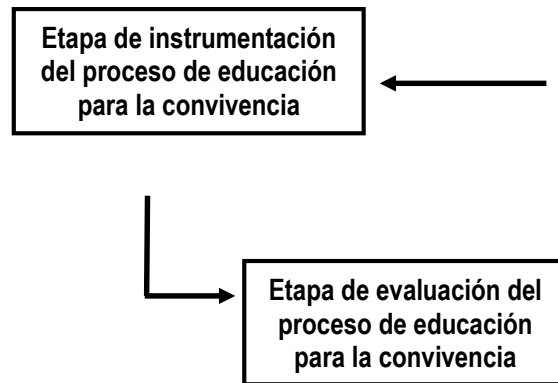 Etapa de instrumentación
del proceso de educación
para la convivencia
Etapa de evaluación del
proceso de educación
para la convivencia